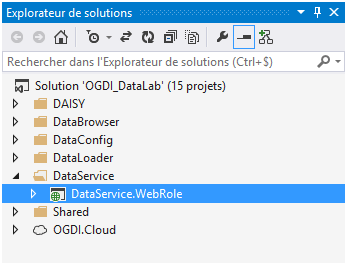 Explorateur de solutions
Rechercher dans l'Explorateur de solutions (Ctrl+$)
Solution 'OGDI_DataLab' (15 projets)
DAISY
DataBrowser
DataConfig
DataLoader
DataService
DataService.WebRole
Shared
OGDI.Cloud